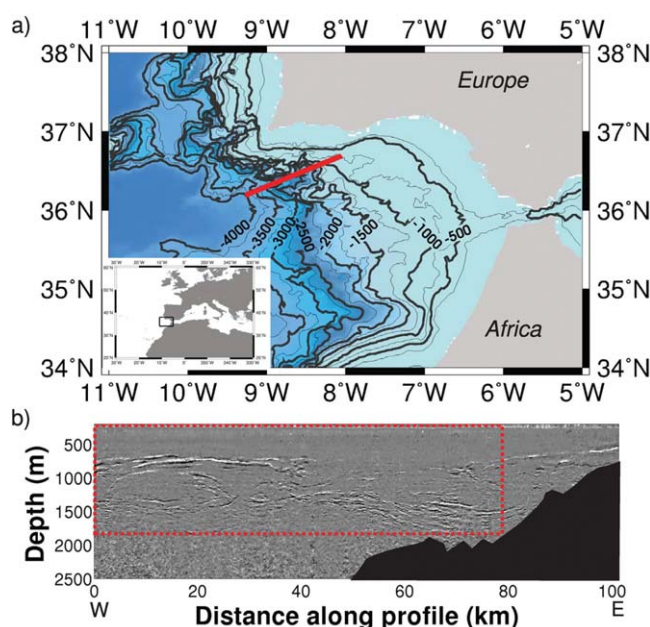 a)
11°W 10°W 9°W 8°W 7°W 6°W 5°W
38°N 38°N
Europe
37°N 37°N
36°N 36°N
-4000 -3500 -3000 -2500 -2000 -1500 -1000 -500
35°N 35°N
Africa
34°N 34°N
11°W 10°W 9°W 8°W 7°W 6°W 5°W
b)
500
1000
1500
2000
2500
Depth (m)
0 20 40 60 80 100
W E
Distance along profile (km)